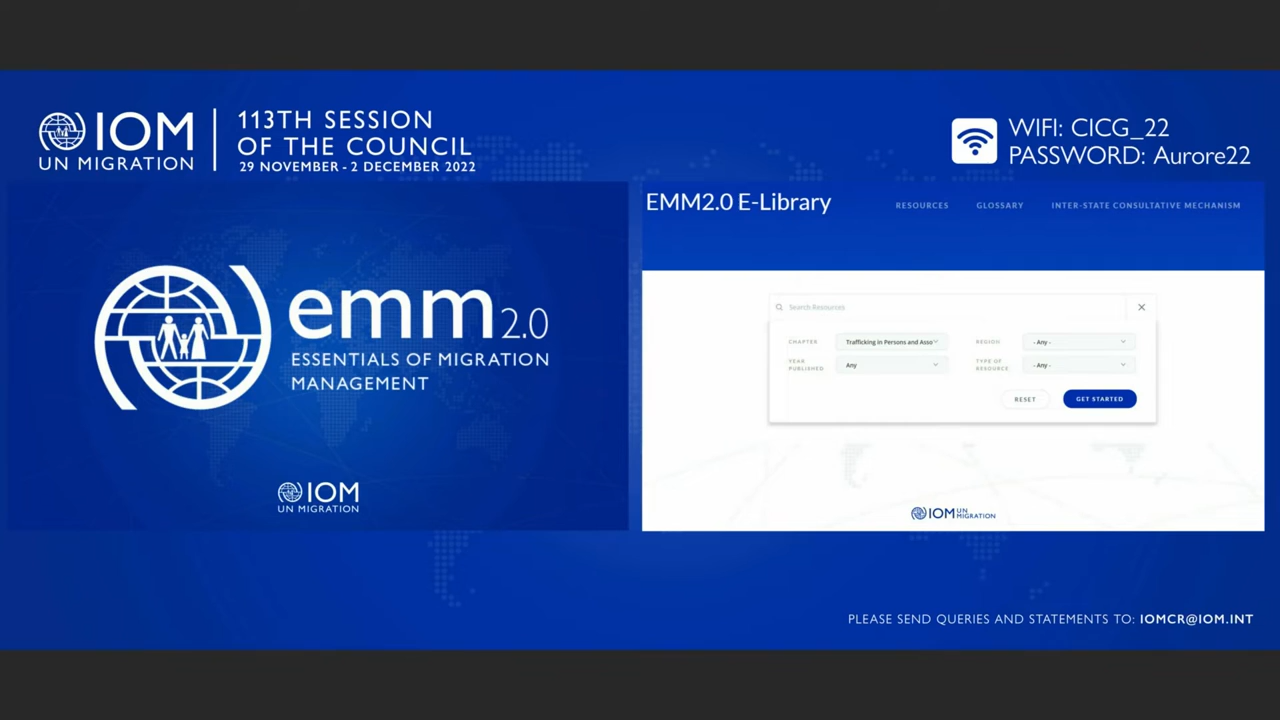 IOM
UN MIGRATION
113TH SESSION
OF THE COUNCIL
29 NOVEMBER - 2 DECEMBER 2022
WIFI: CICG_22
PASSWORD: Aurore22
emm 2.0
ESSENTIALS OF MIGRATION
MANAGEMENT
IOM
UN MIGRATION
EMM2.0 E-Library
RESOURCES
GLOSSARY
INTER-STATE CONSULTATIVE MECHANISM
Search Resources
CHAPTER
Trafficking in Persons and Asso
REGION
- Any -
YEAR
PUBLISHED
Any
TYPE OF
RESOURCE
- Any -
RESET
GET STARTED
IOM UN
MIGRATION
PLEASE SEND QUERIES AND STATEMENTS TO: IOMCR@IOM.INT